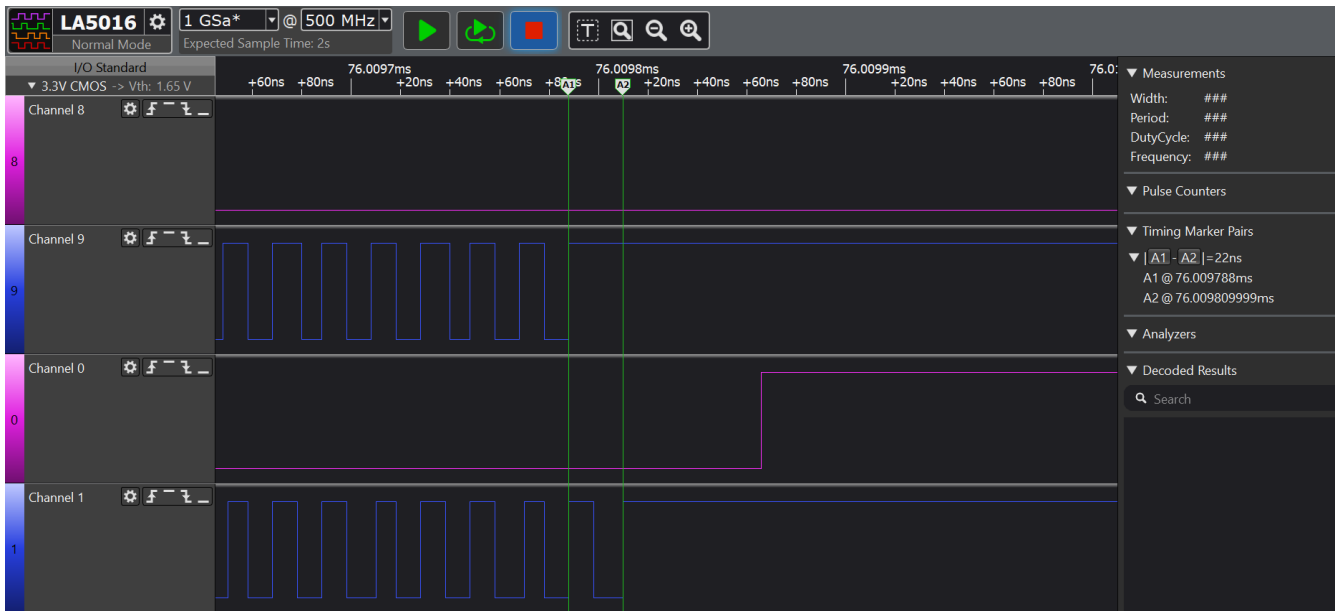 LA5016
Normal Mode
1 GSa* @ 500 MHz
Expected Sample Time: 2s
I/O Standard
3.3V CMOS -> Vth: 1.65 V
76.0097ms 76.0098ms 76.0099ms
+60ns +80ns +20ns +40ns +60ns A1 A2 +20ns +40ns +60ns +80ns +20ns +40ns +60ns +80ns
Channel 8
8
Channel 9
9
Channel 0
0
Channel 1
1
Measurements
Width: ###
Period: ###
DutyCycle: ###
Frequency: ###
Pulse Counters
Timing Marker Pairs
| A1 - A2 |=22ns
A1 @ 76.009788ms
A2 @ 76.009809999ms
Analyzers
Decoded Results
Search